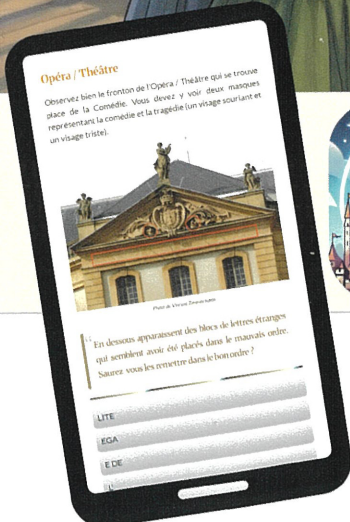 Opéra / Théâtre
Observez bien le fronton de l'Opéra / Théâtre qui se trouve
place de la Comédie. Vous devez y voir deux masques
représentant la comédie et la tragédie (un visage souriant et
un visage triste).
“ En dessous apparaissent des blocs de lettres étranges
qui semblent avoir été placés dans le mauvais ordre.
Saurez vous les remettre dans le bon ordre ?
LITE
EGA
E DE
L'